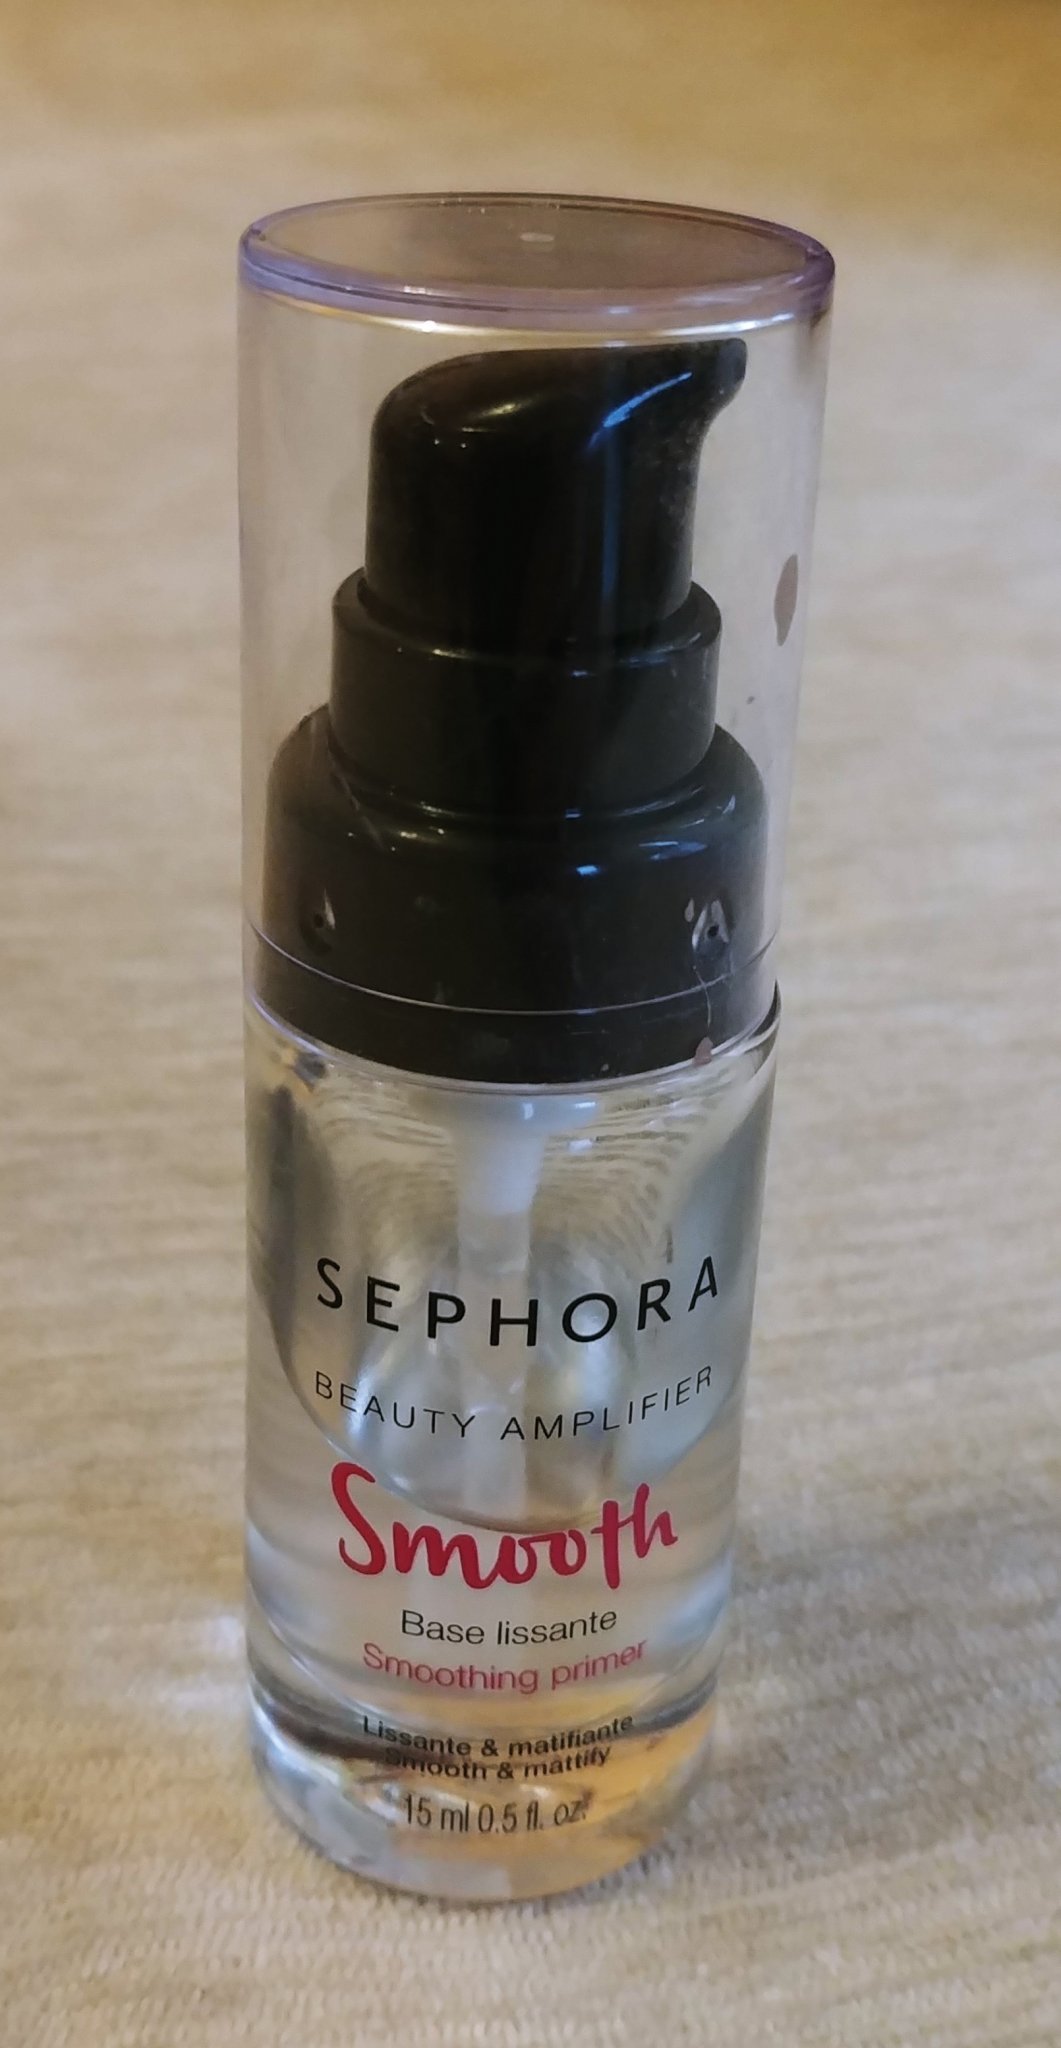 SEPHORA
BEAUTY AMPLIFIER
Smooth
Base lissante
Smoothing primer
Lissante & matifiante
Smooth & mattify
15 ml 0.5 fl. oz.